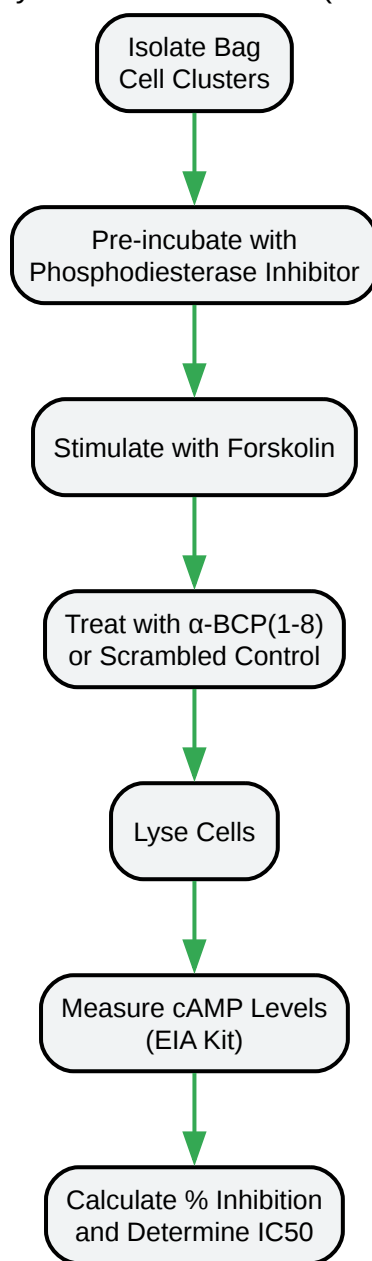 Isolate Bag
Cell Clusters
Pre-incubate with
Phosphodiesterase Inhibitor
Stimulate with Forskolin
Treat with α-BCP(1-8)
or Scrambled Control
Lyse Cells
Measure cAMP Levels
(EIA Kit)
Calculate % Inhibition
and Determine IC50